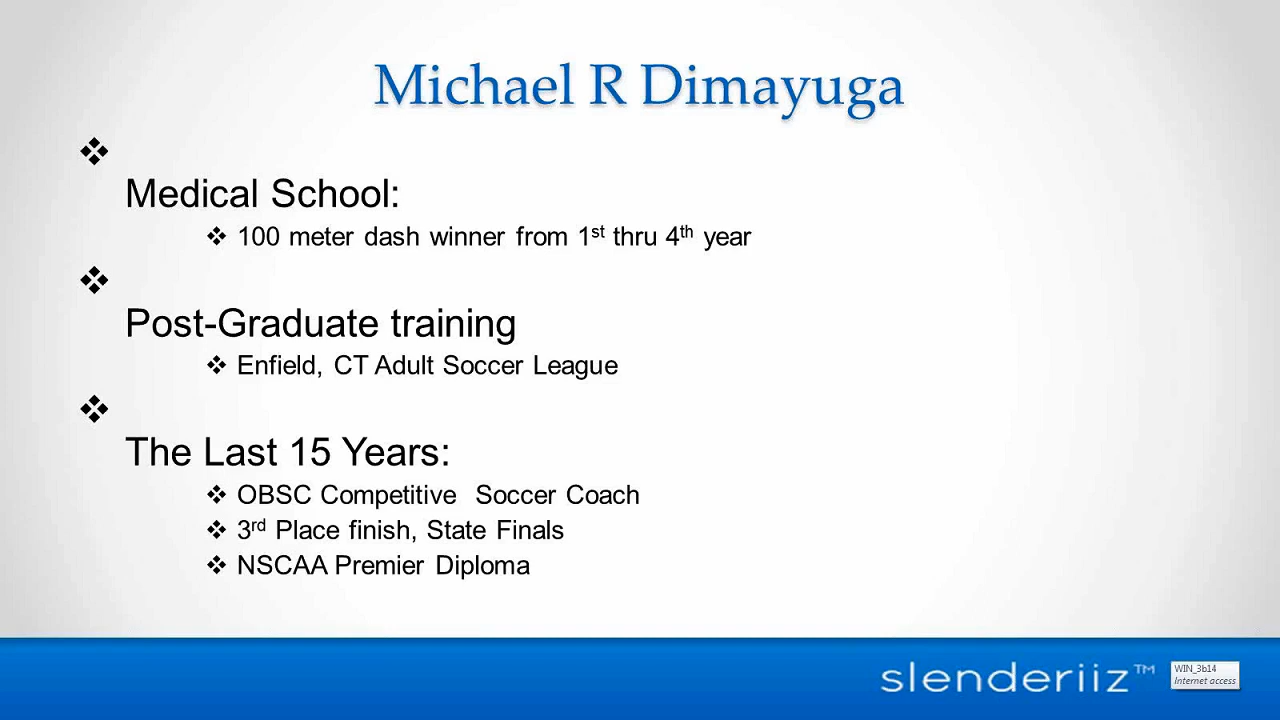 Michael R Dimayuga
Medical School:
100 meter dash winner from 1st thru 4th year
Post-Graduate training
Enfield, CT Adult Soccer League
The Last 15 Years:
OBSC Competitive Soccer Coach
3rd Place finish, State Finals
NSCAA Premier Diploma
slenderiiz™
WIN_3b14
Internet access